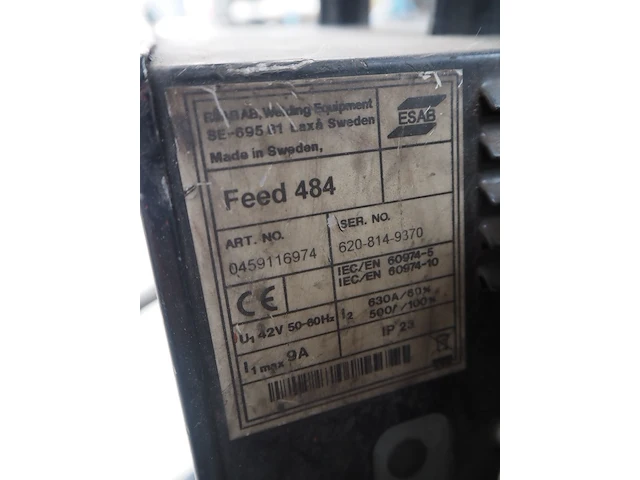 ESAB AB, Welding Equipment
SE-695 81 Laxå Sweden
Made in Sweden,
ESAB
Feed 484
ART. NO.
0459116974
SER. NO.
620-814-9370
CE
IEC/EN 60974-5
IEC/EN 60974-10
U1 42V 50-60Hz
I2 630A/60%
500A/100%
I1 max 9A
IP 23